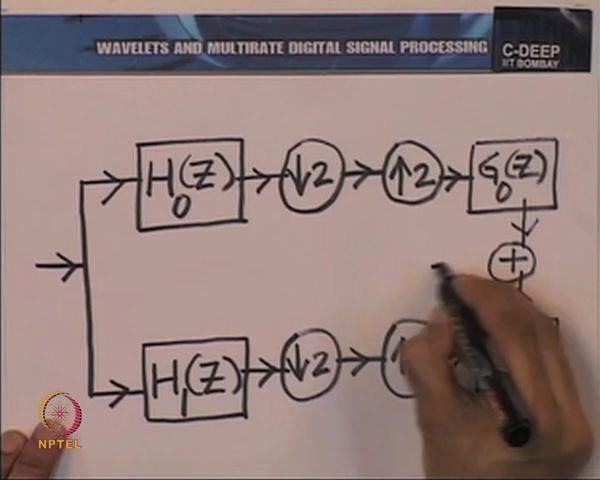 WAVELETS AND MULTIRATE DIGITAL SIGNAL PROCESSING
C-DEEP
IIT BOMBAY
H₀(Z) ↓2 ↑2 G₀(Z)
+
H₁(Z) ↓2 ↑
NPTEL